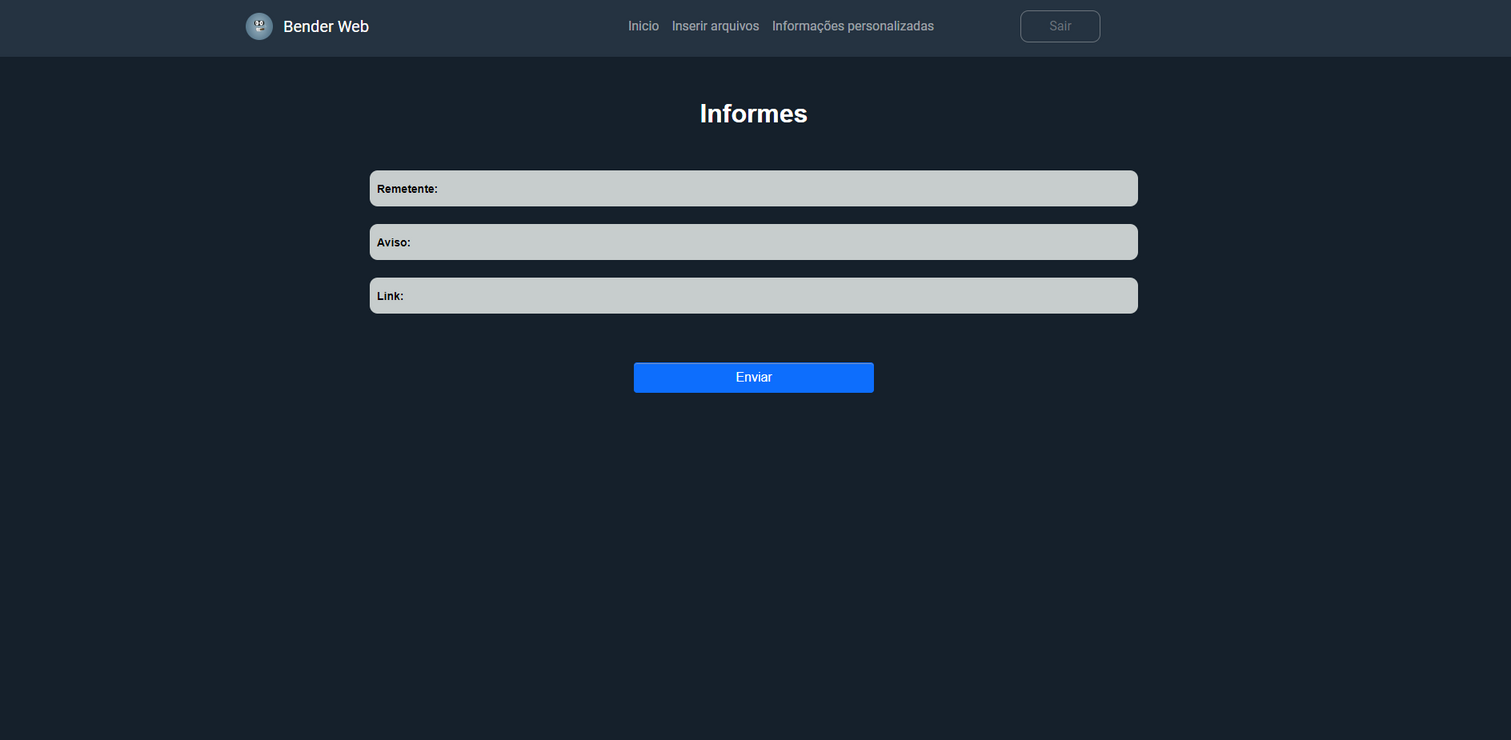 Bender Web Inicio Inserir arquivos Informações personalizadas Sair
Informes
Remetente:
Aviso:
Link:
Enviar